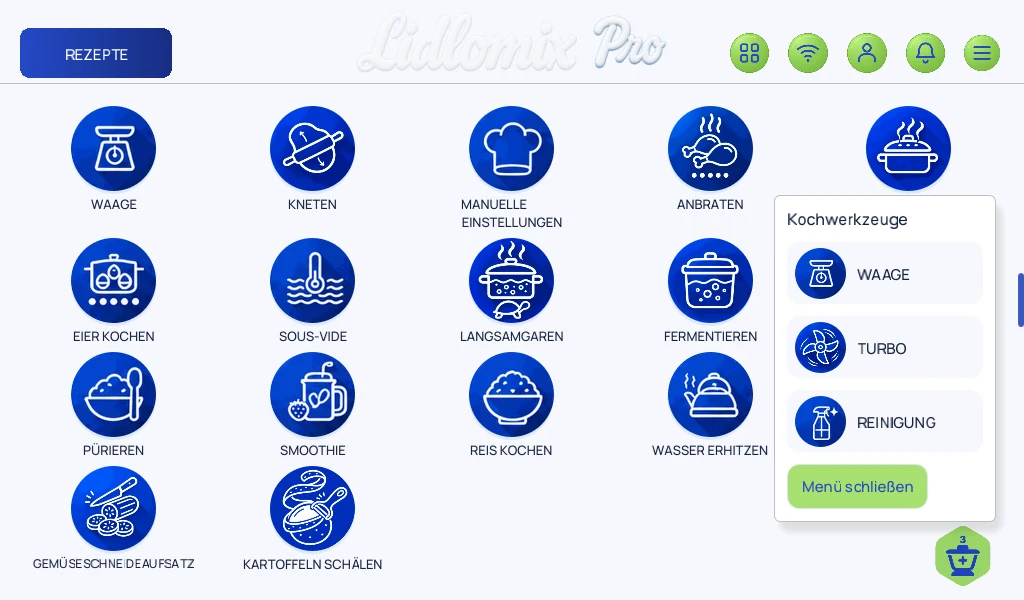 REZEPTE
Lidlomix Pro
WAAGE
KNETEN
MANUELLE
EINSTELLUNGEN
ANBRATEN
EIER KOCHEN
SOUS-VIDE
LANGSAMGAREN
FERMENTIEREN
PÜRIEREN
SMOOTHIE
REIS KOCHEN
WASSER ERHITZEN
GEMÜSESCHNEIDEAUFSATZ
KARTOFFELN SCHÄLEN
Kochwerkzeuge
WAAGE
TURBO
REINIGUNG
Menü schließen
3